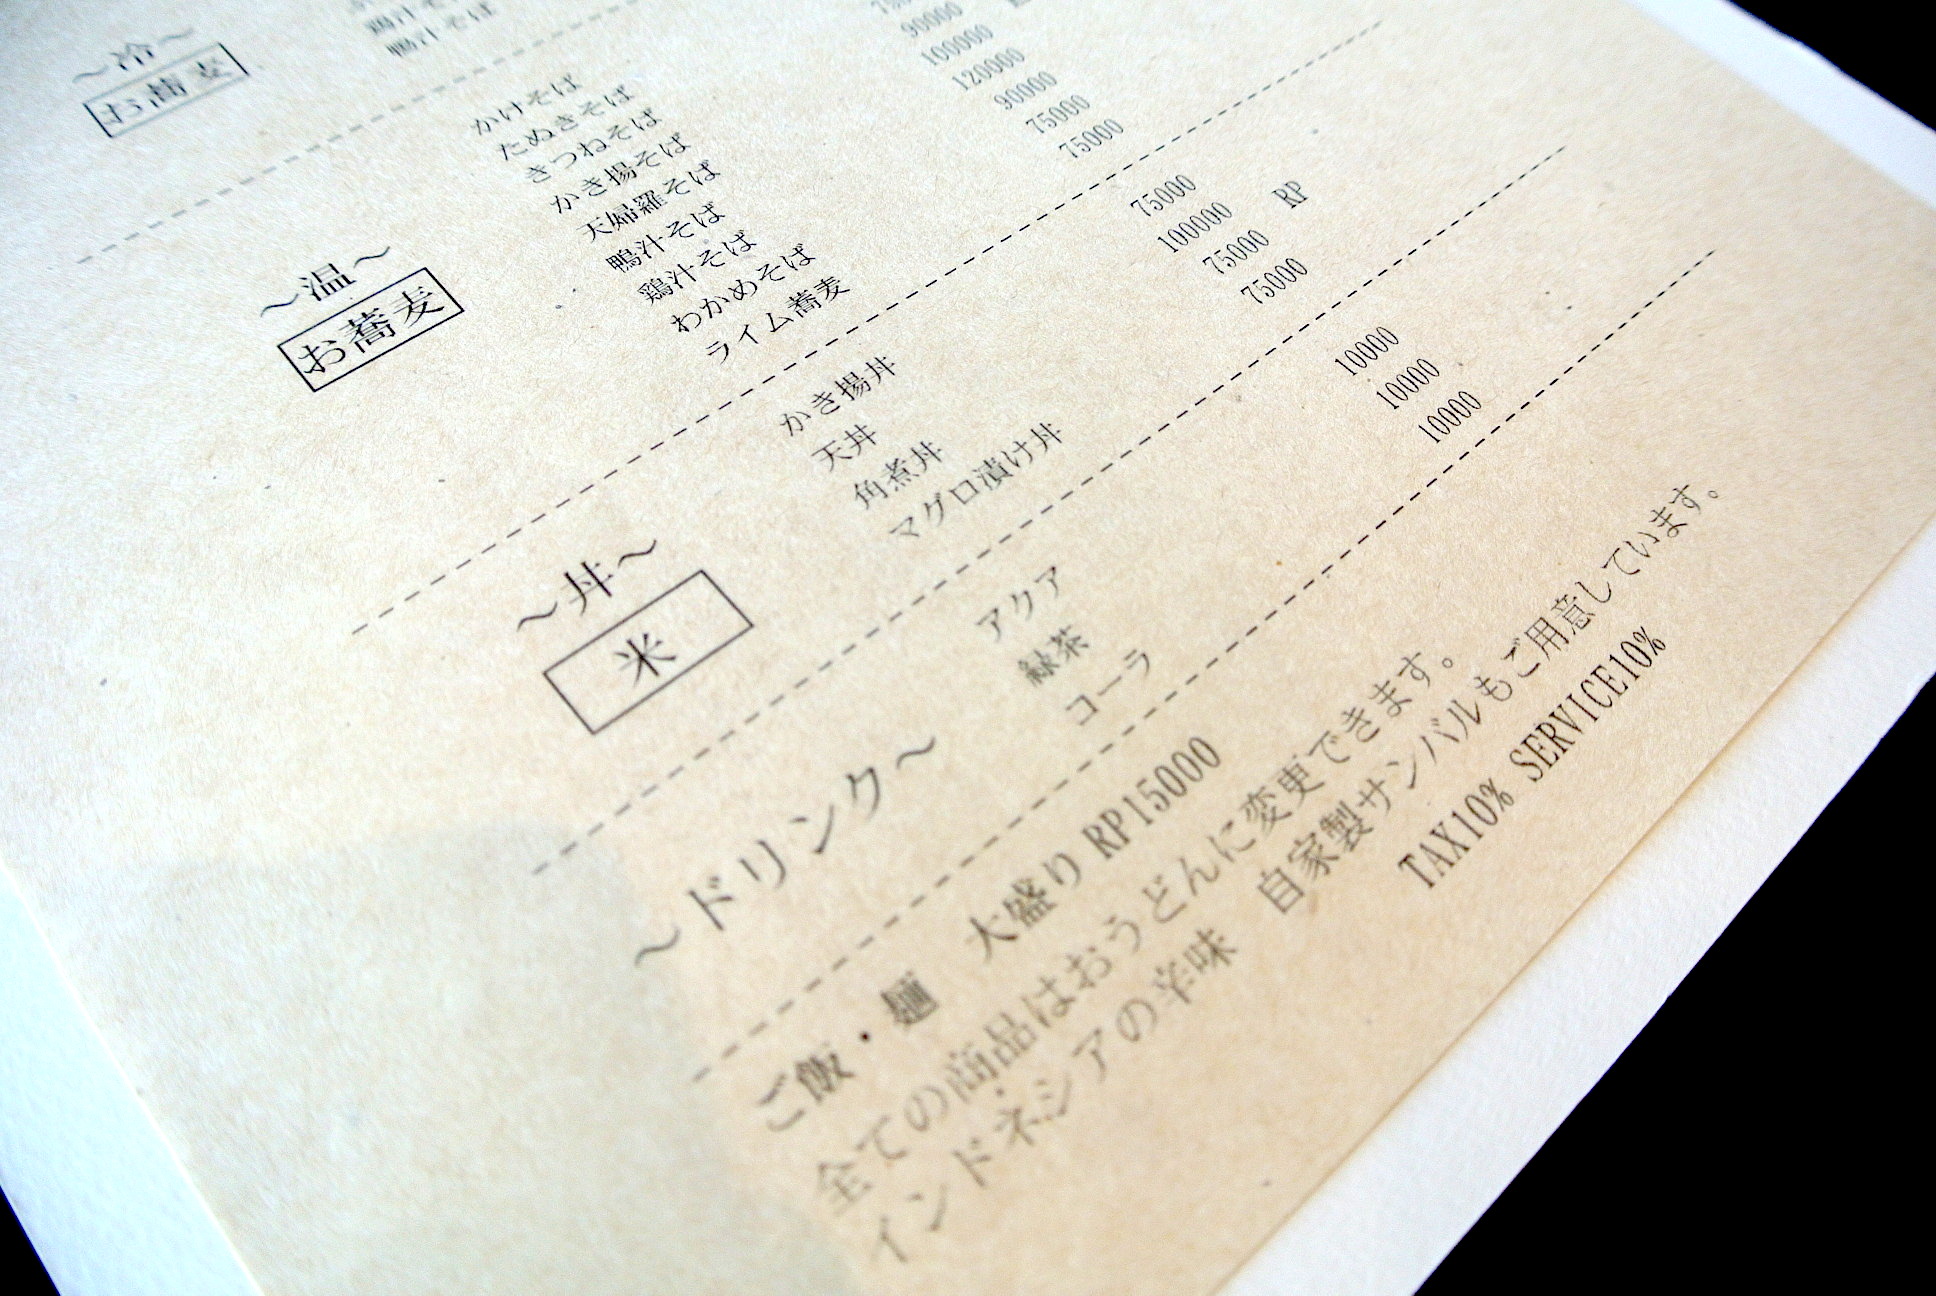 ～冷～
お蕎麦
鴨汁そば
～温～
お蕎麦
かけそば
たぬきそば
きつねそば
かき揚そば
天婦羅そば
鴨汁そば
鶏汁そば
わかめそば
ライム蕎麦
90000
100000
120000
90000
75000
75000
～丼～
米
かき揚丼 75000
天丼 100000 RP
角煮丼 75000
マグロ漬け丼 75000
～ドリンク～
アクア 10000
緑茶 10000
コーラ 10000
ご飯・麺 大盛り RP15000
全ての商品はおうどんに変更できます。
インドネシアの辛味 自家製サンバルもご用意しています。
TAX10% SERVICE10%